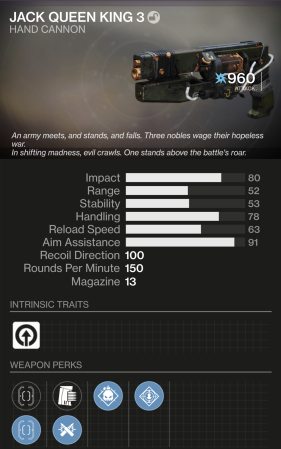 JACK QUEEN KING 3
HAND CANNON
960
ATTACK
An army meets, and stands, and falls. Three nobles wage their hopeless
war.
In shifting madness, evil crawls. One stands above the battle's roar.
Impact 80
Range 52
Stability 53
Handling 78
Reload Speed 63
Aim Assistance 91
Recoil Direction 100
Rounds Per Minute 150
Magazine 13
INTRINSIC TRAITS
WEAPON PERKS